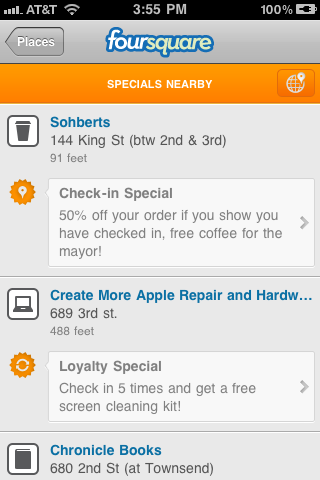 AT&T 3:55 PM 100%
Places foursquare
SPECIALS NEARBY
Sohberts
144 King St (btw 2nd & 3rd)
91 feet
Check-in Special
50% off your order if you show you
have checked in, free coffee for the
mayor!
Create More Apple Repair and Hardw...
689 3rd st.
488 feet
Loyalty Special
Check in 5 times and get a free
screen cleaning kit!
Chronicle Books
680 2nd St (at Townsend)